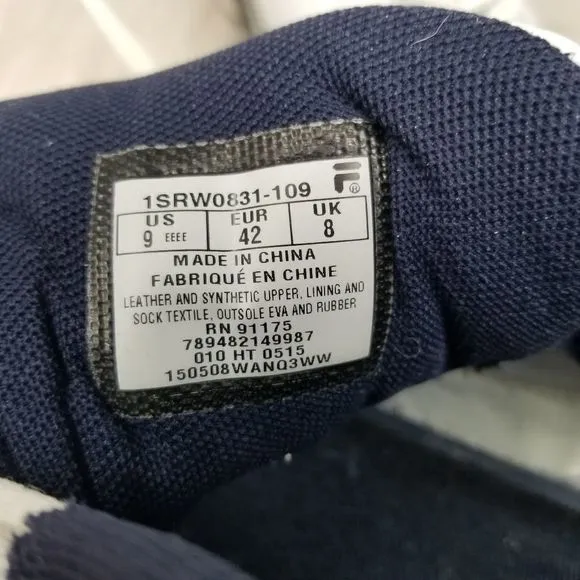 1SRW0831-109
F®
US EUR UK
9 EEEE 42 8
MADE IN CHINA
FABRIQUÉ EN CHINE
LEATHER AND SYNTHETIC UPPER, LINING AND
SOCK TEXTILE, OUTSOLE EVA AND RUBBER
RN 91175
789482149987
010 HT 0515
150508WANQ3WW